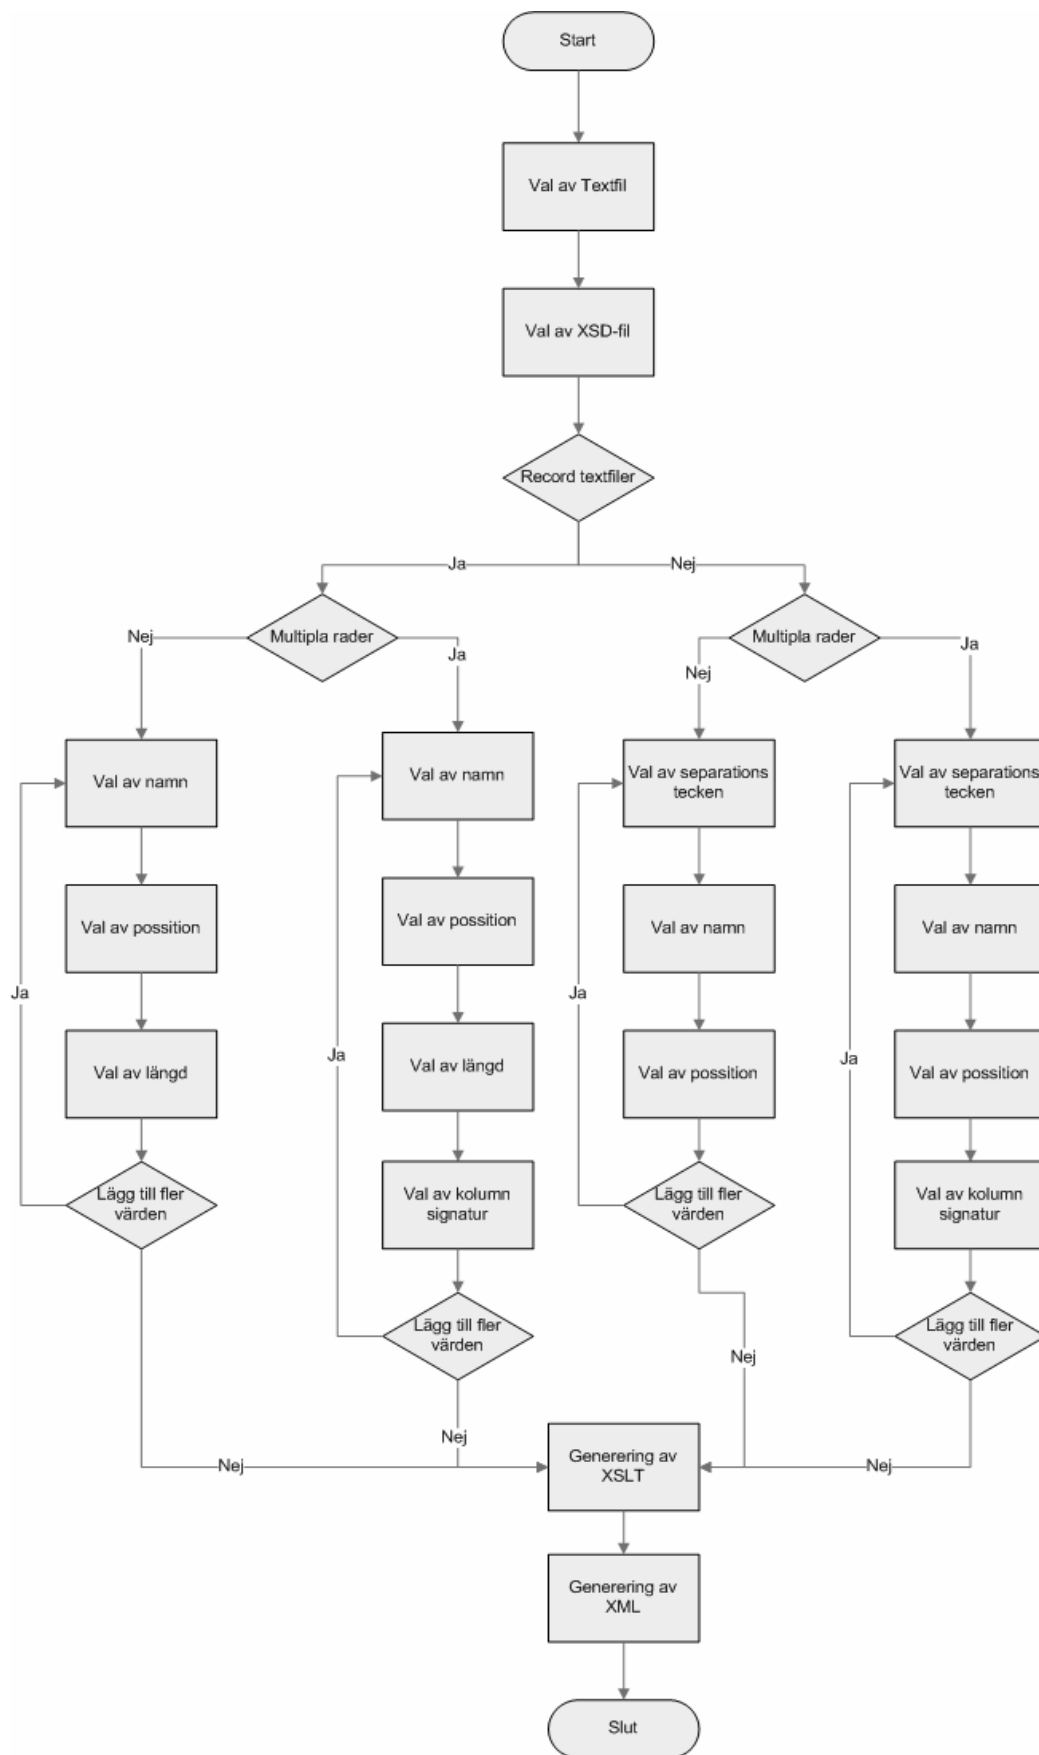 Start
Val av Textfil
Val av XSD-fil
Record textfiler
Ja
Nej
Multipla rader
Multipla rader
Nej
Ja
Nej
Ja
Val av namn
Val av namn
Val av separations
tecken
Val av separations
tecken
Val av possition
Val av possition
Val av namn
Val av namn
Ja
Ja
Ja
Ja
Val av längd
Val av längd
Val av possition
Val av possition
Lägg till fler
värden
Val av kolumn
signatur
Lägg till fler
värden
Val av kolumn
signatur
Lägg till fler
värden
Lägg till fler
värden
Nej
Nej
Nej
Nej
Generering av
XSLT
Generering av
XML
Slut